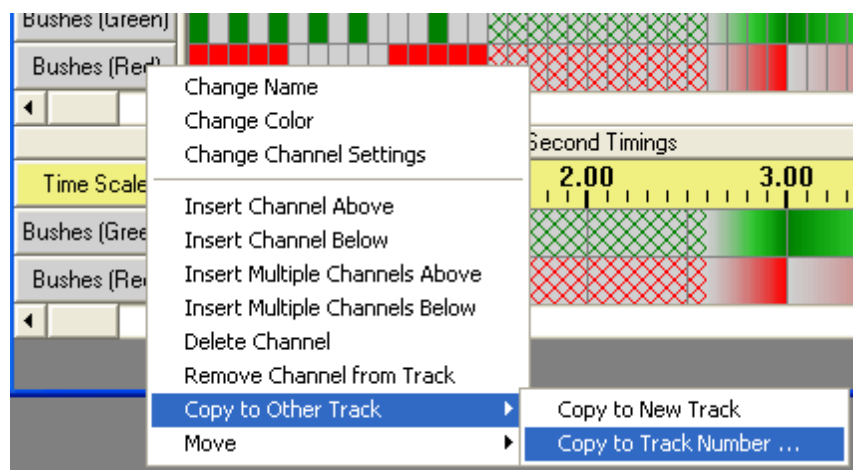 Bushes (Green)
Bushes (Red)
Change Name
Change Color
Change Channel Settings
Second Timings
Time Scale
2.00
3.00
Insert Channel Above
Bushes (Gree
Insert Channel Below
Insert Multiple Channels Above
Bushes (Re
Insert Multiple Channels Below
Delete Channel
Remove Channel from Track
Copy to Other Track
Copy to New Track
Move
Copy to Track Number ...